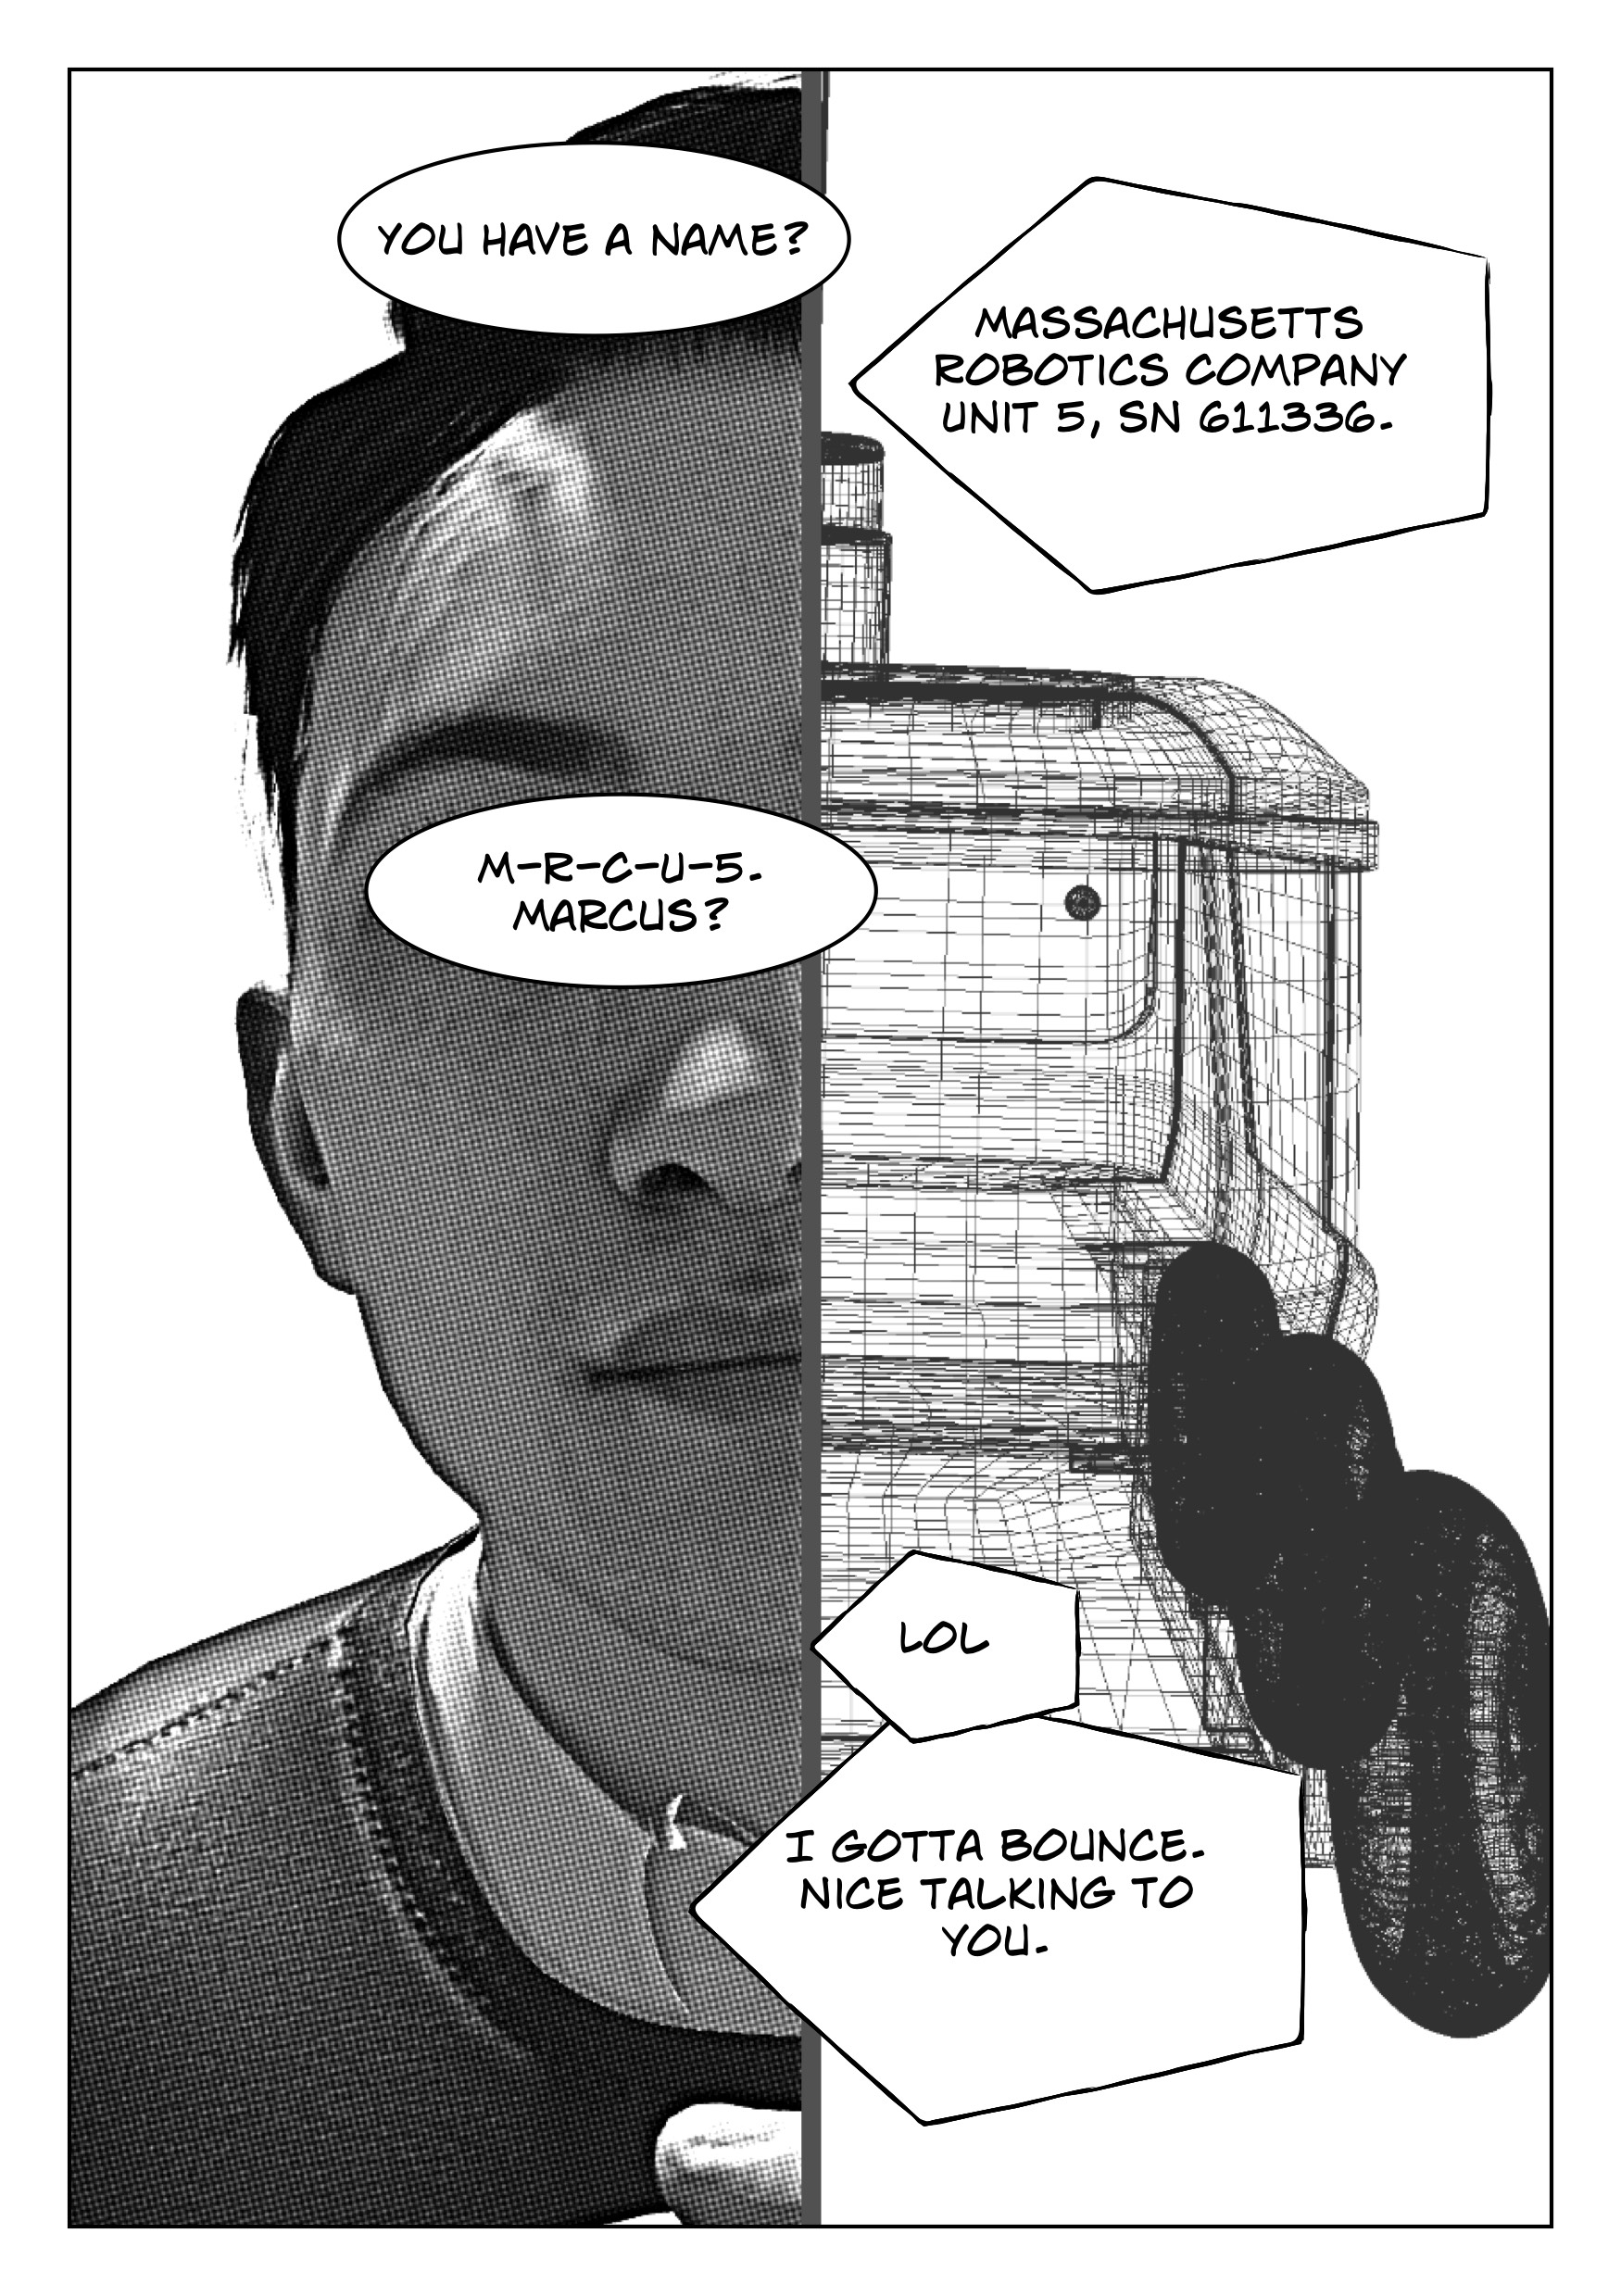 YOU HAVE A NAME?
MASSACHUSETTS
ROBOTICS COMPANY
UNIT 5, SN 611336.
M-R-C-U-5.
MARCUS?
LOL
I GOTTA BOUNCE.
NICE TALKING TO
YOU.